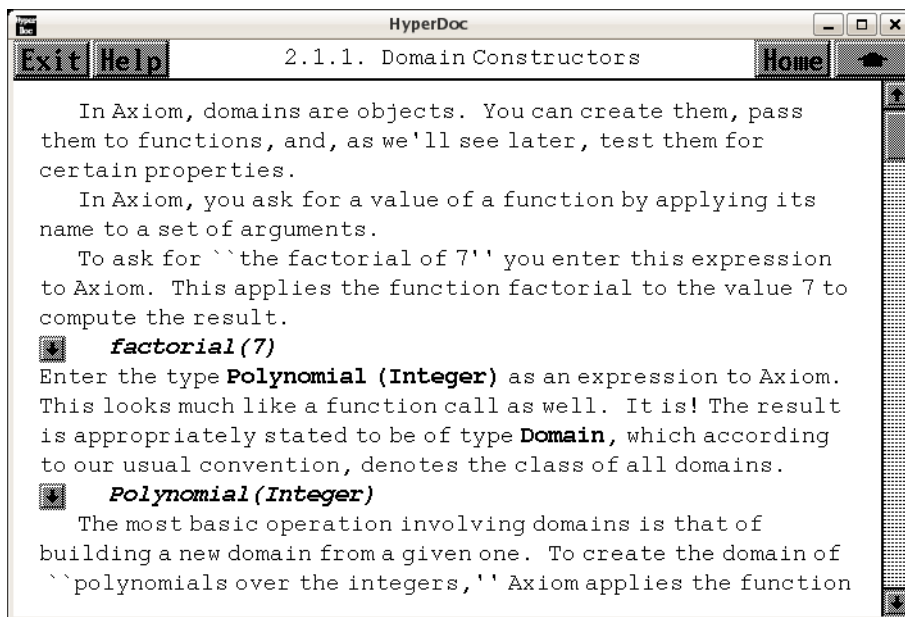 Hyper Doc
HyperDoc
Exit Help 2.1.1. Domain Constructors Home
In Axiom, domains are objects. You can create them, pass
them to functions, and, as we'll see later, test them for
certain properties.
In Axiom, you ask for a value of a function by applying its
name to a set of arguments.
To ask for ``the factorial of 7'' you enter this expression
to Axiom. This applies the function factorial to the value 7 to
compute the result.
factorial(7)
Enter the type Polynomial (Integer) as an expression to Axiom.
This looks much like a function call as well. It is! The result
is appropriately stated to be of type Domain, which according
to our usual convention, denotes the class of all domains.
Polynomial(Integer)
The most basic operation involving domains is that of
building a new domain from a given one. To create the domain of
``polynomials over the integers,'' Axiom applies the function